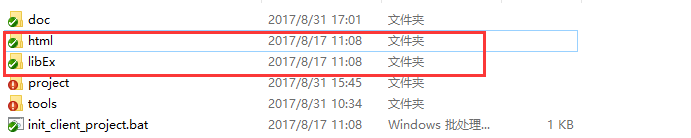 doc 2017/8/31 17:01 文件夹
html 2017/8/17 11:08 文件夹
libEx 2017/8/17 11:08 文件夹
project 2017/8/31 15:45 文件夹
tools 2017/8/31 10:34 文件夹
init_client_project.bat 2017/8/17 11:08 Windows 批处理... 1 KB